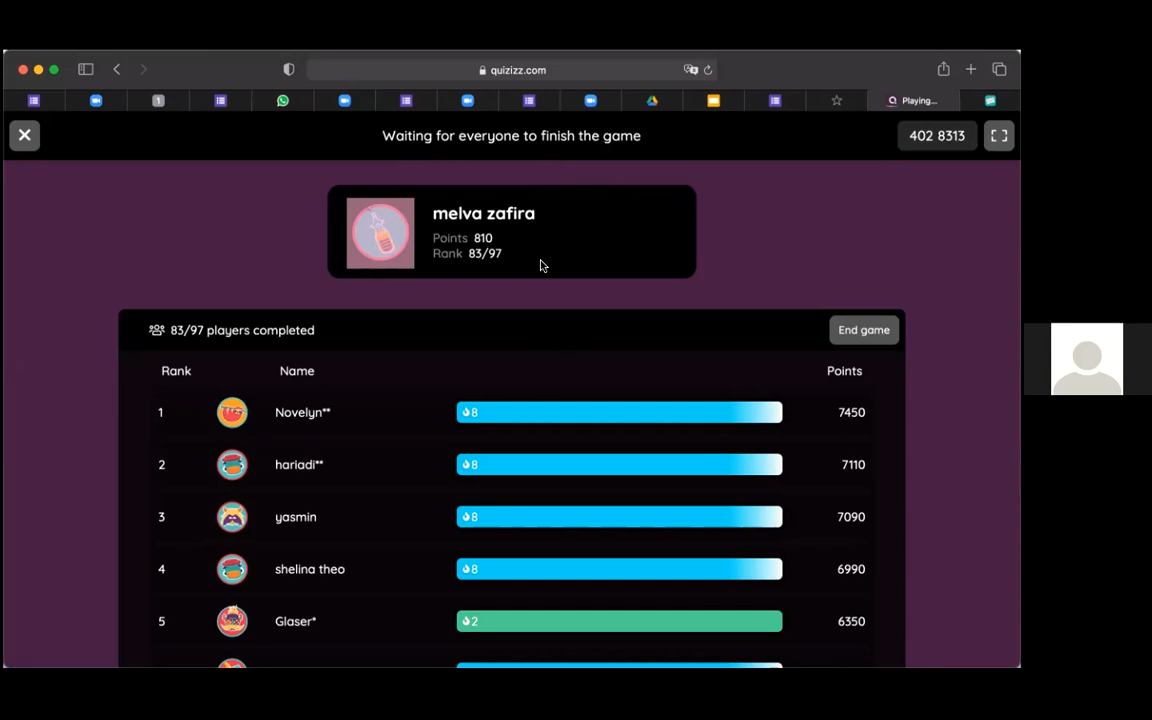 quizizz.com
1
Playing...
Waiting for everyone to finish the game
402 8313
melva zafira
Points 810
Rank 83/97
83/97 players completed
End game
Rank Name Points
1 Novelyn** 8 7450
2 hariadi** 8 7110
3 yasmin 8 7090
4 shelina theo 8 6990
5 Glaser* 2 6350